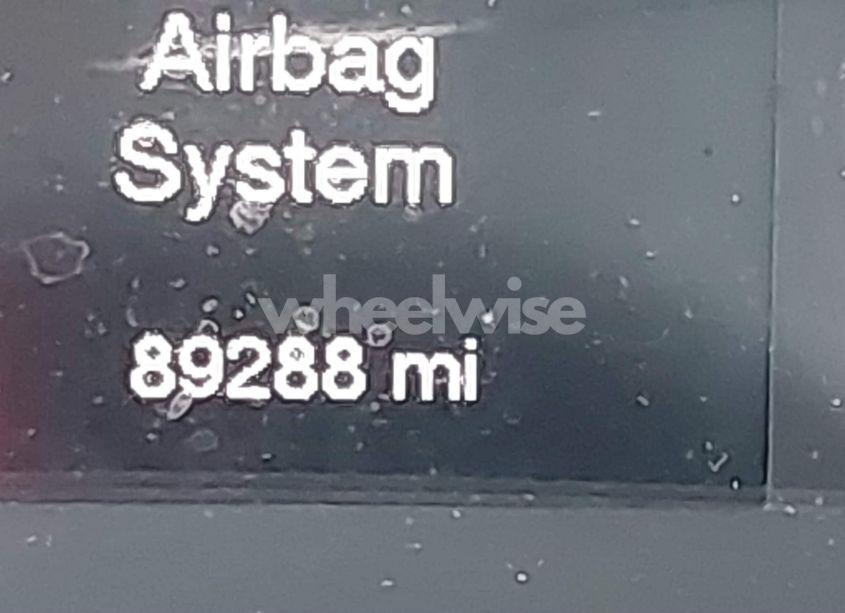 Airbag
System
wheelwise
89288 mi